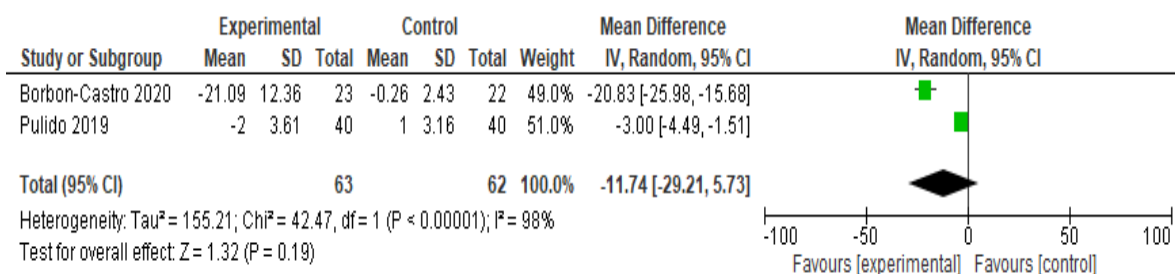 Experimental Control Mean Difference Mean Difference
Study or Subgroup Mean SD Total Mean SD Total Weight IV, Random, 95% CI IV, Random, 95% CI
Borbon-Castro 2020 -21.09 12.36 23 -0.26 2.43 22 49.0% -20.83 [-25.98, -15.68]
Pulido 2019 -2 3.61 40 1 3.16 40 51.0% -3.00 [-4.49, -1.51]
Total (95% CI) 63 62 100.0% -11.74 [-29.21, 5.73]
Heterogeneity: Tau² = 155.21; Chi² = 42.47, df = 1 (P < 0.00001); I² = 98%
Test for overall effect: Z = 1.32 (P = 0.19)
-100 -50 0 50 100
Favours [experimental] Favours [control]